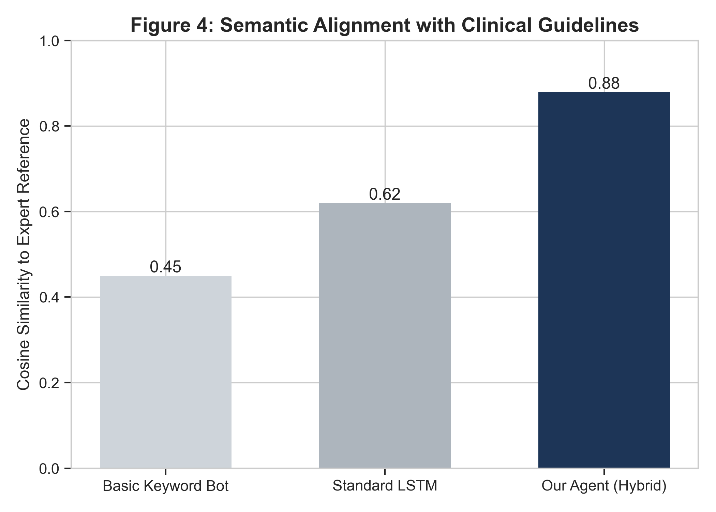 Figure 4: Semantic Alignment with Clinical Guidelines
Cosine Similarity to Expert Reference
1.0
0.8
0.6
0.4
0.2
0.0
0.45
0.62
0.88
Basic Keyword Bot
Standard LSTM
Our Agent (Hybrid)